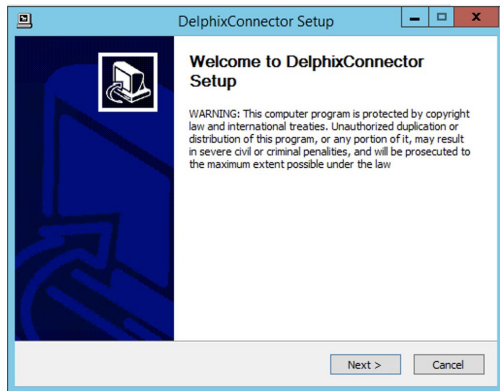 DelphixConnector Setup
Welcome to DelphixConnector
Setup
WARNING: This computer program is protected by copyright
law and international treaties. Unauthorized duplication or
distribution of this program, or any portion of it, may result
in severe civil or criminal penalities, and will be prosecuted to
the maximum extent possible under the law
Next >
Cancel